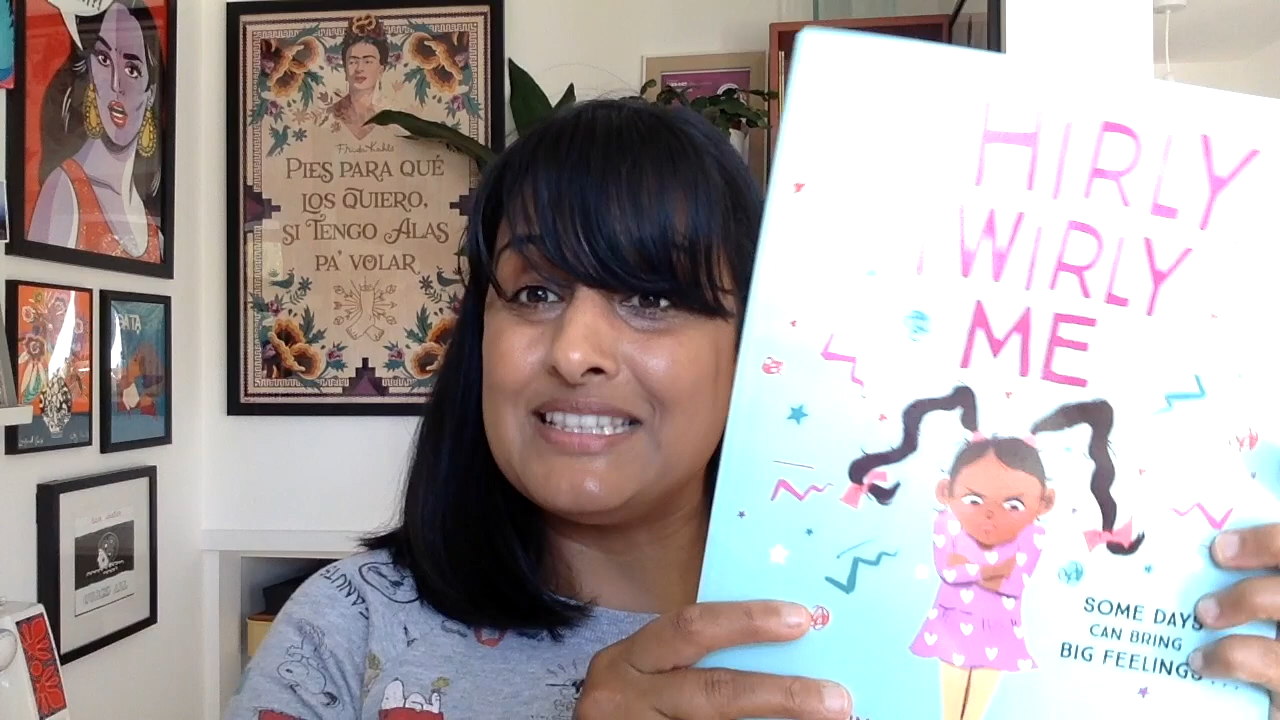 Frida Kahlo
PIES PARA QUÉ
LOS QUIERO,
SI TENGO ALAS
PA' VOLAR
HIRLY
WIRLY
ME
SOME DAYS
CAN BRING
BIG FEELINGS...